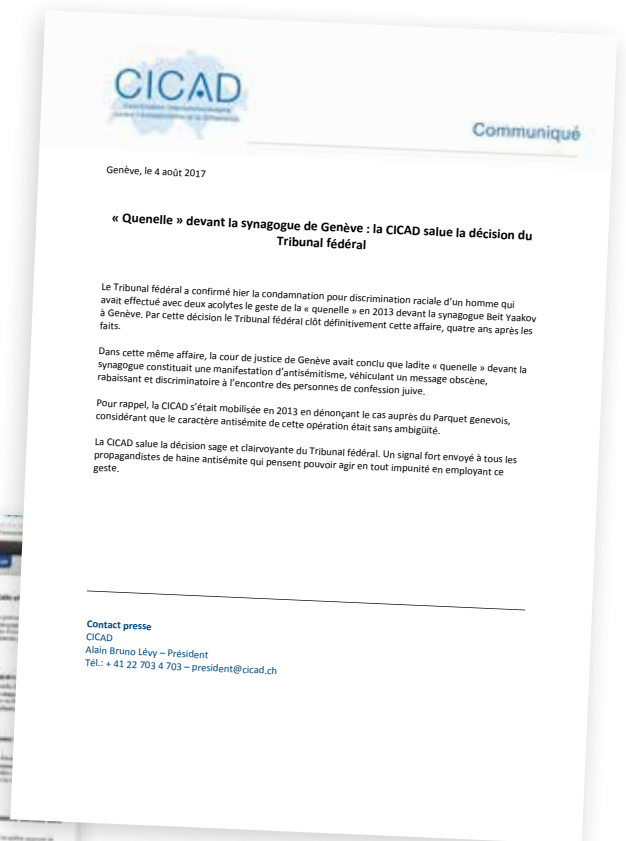 CICAD
Communiqué
Genève, le 4 août 2017
« Quenelle » devant la synagogue de Genève : la CICAD salue la décision du
Tribunal fédéral
Le Tribunal fédéral a confirmé hier la condamnation pour discrimination raciale d'un homme qui
avait effectué avec deux acolytes le geste de la « quenelle » en 2013 devant la synagogue Beit Yaakov
à Genève. Par cette décision le Tribunal fédéral clôt définitivement cette affaire, quatre ans après les
faits.
Dans cette même affaire, la cour de justice de Genève avait conclu que ladite « quenelle » devant la
synagogue constituait une manifestation d'antisémitisme, véhiculant un message obscène,
rabaissant et discriminatoire à l'encontre des personnes de confession juive.
Pour rappel, la CICAD s'était mobilisée en 2013 en dénonçant le cas auprès du Parquet genevois,
considérant que le caractère antisémite de cette opération était sans ambigüité.
La CICAD salue la décision sage et clairvoyante du Tribunal fédéral. Un signal fort envoyé à tous les
propagandistes de haine antisémite qui pensent pouvoir agir en tout impunité en employant ce
geste.
Contact presse
CICAD
Alain Bruno Lévy – Président
Tél.: + 41 22 703 4 703 – president@cicad.ch